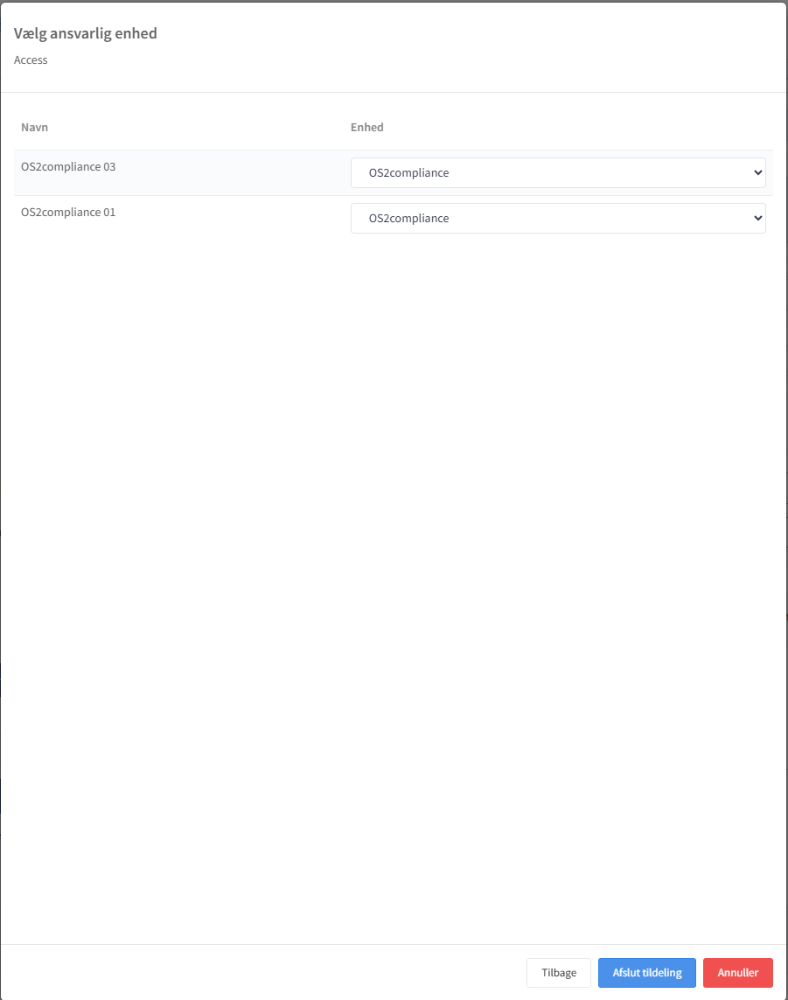 Vælg ansvarlig enhed
Access
Navn Enhed
OS2compliance 03 OS2compliance
OS2compliance 01 OS2compliance
Tilbage Afslut tildeling Annuller